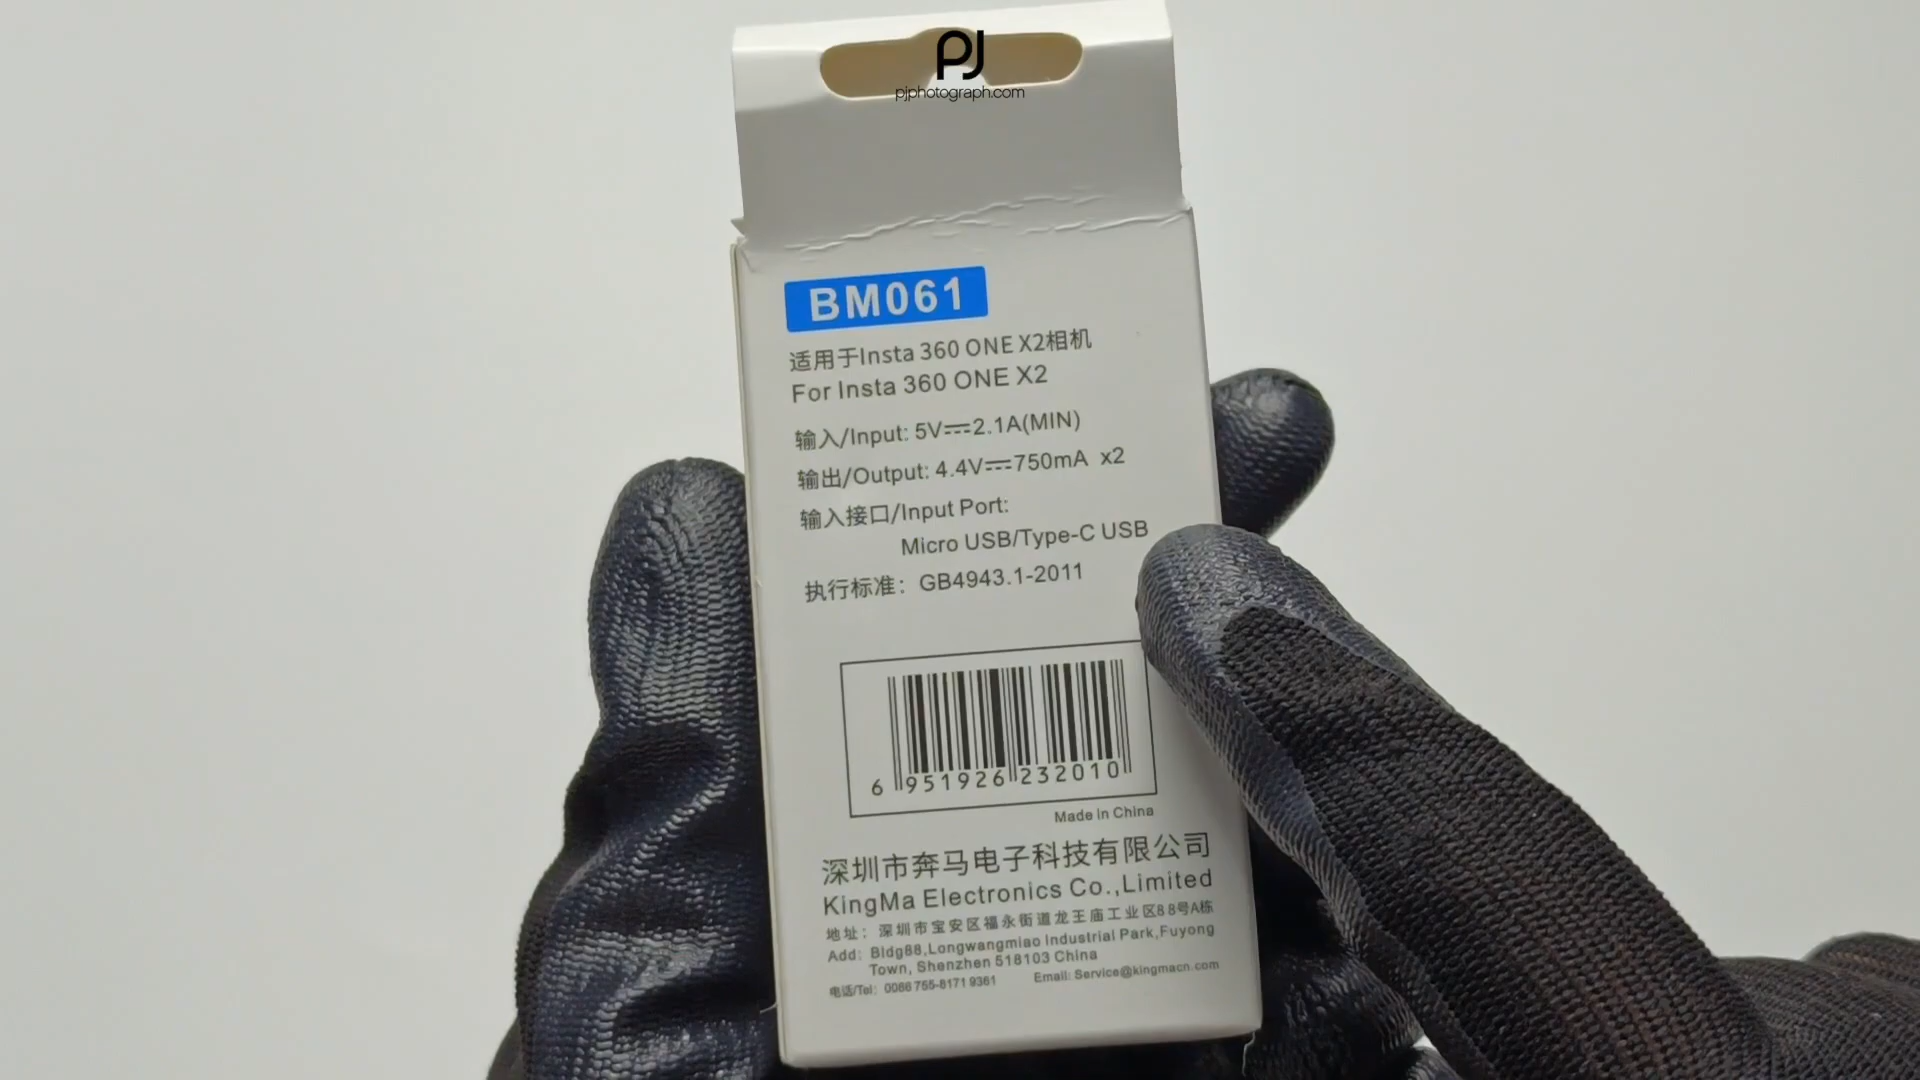 PJ
pjphotograph.com
BM061
适用于Insta 360 ONE X2相机
For Insta 360 ONE X2
输入/Input: 5V⎓2.1A(MIN)
输出/Output: 4.4V⎓750mA x2
输入接口/Input Port:
Micro USB/Type-C USB
执行标准：GB4943.1-2011
6 951926 232010
Made In China
深圳市奔马电子科技有限公司
KingMa Electronics Co.,Limited
地址：深圳市宝安区福永街道龙王庙工业区88号A栋
Add: Bldg88,Longwangmiao Industrial Park,Fuyong
Town, Shenzhen 518103 China
电话/Tel: 0086 755-8171 9361 Email: Service@kingmacn.com